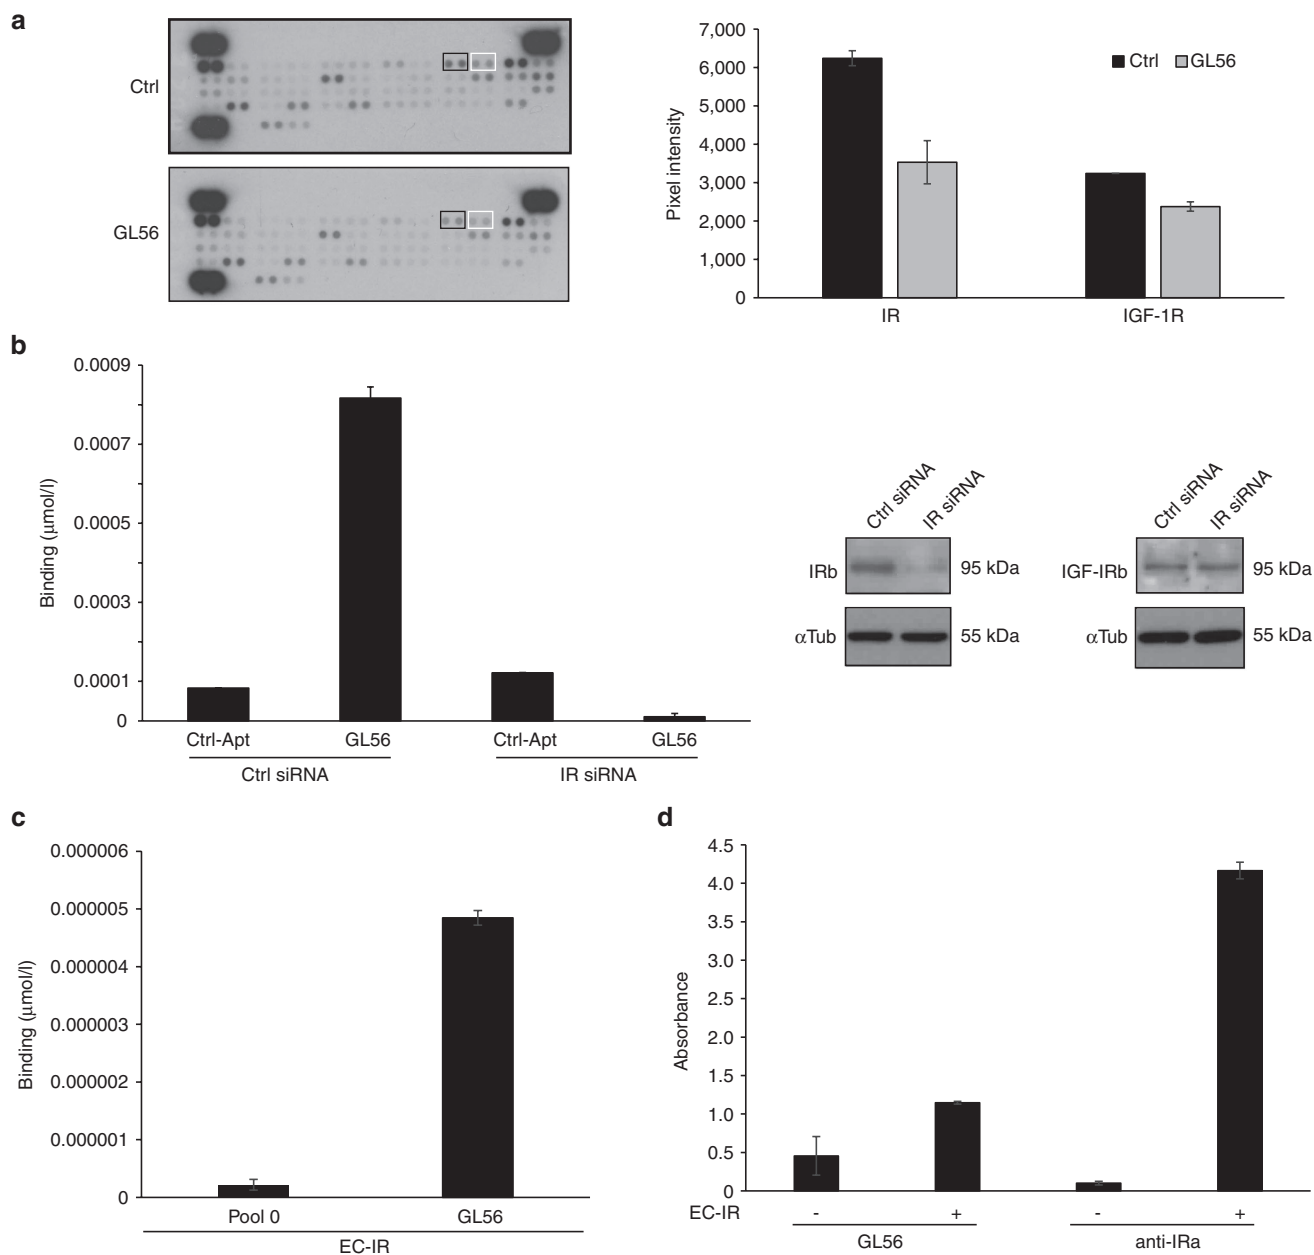 a
Ctrl
GL56
7,000
6,000
5,000
4,000
3,000
2,000
1,000
0
Pixel intensity
Ctrl GL56
IR IGF-1R
b
0.0009
0.0007
0.0005
0.0003
0.0001
0
Binding (μmol/l)
Ctrl-Apt GL56 Ctrl-Apt GL56
Ctrl siRNA IR siRNA
Ctrl siRNA IR siRNA
IRb 95 kDa
αTub 55 kDa
Ctrl siRNA IR siRNA
IGF-IRb 95 kDa
αTub 55 kDa
c
0.000006
0.000005
0.000004
0.000003
0.000002
0.000001
0
Binding (μmol/l)
Pool 0 GL56
EC-IR
d
4.5
4.0
3.5
3.0
2.5
2.0
1.5
1.0
0.5
0
Absorbance
EC-IR - + - +
GL56 anti-IRa